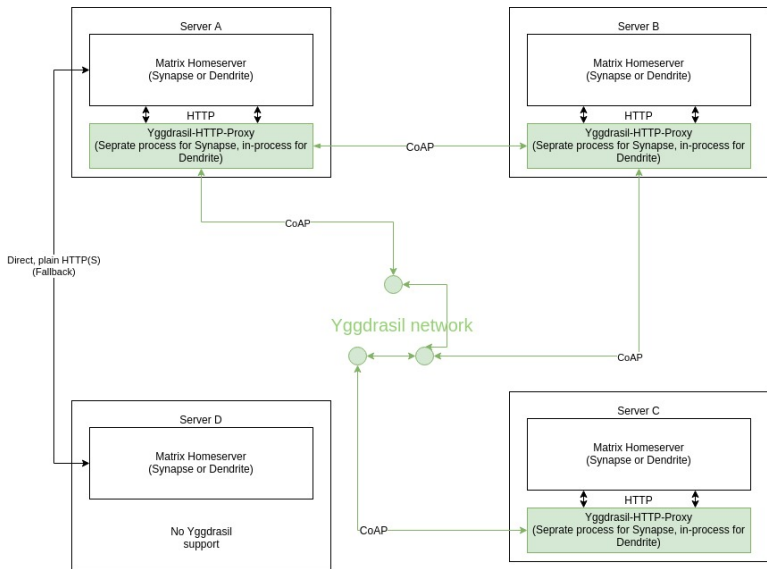 Server A
Matrix Homeserver
(Synapse or Dendrite)
HTTP
Yggdrasil-HTTP-Proxy
(Seprate process for Synapse, in-process for
Dendrite)
Server B
Matrix Homeserver
(Synapse or Dendrite)
HTTP
Yggdrasil-HTTP-Proxy
(Seprate process for Synapse, in-process for
Dendrite)
CoAP
CoAP
Direct, plain HTTP(S)
(Fallback)
Yggdrasil network
CoAP
Server D
Matrix Homeserver
(Synapse or Dendrite)
No Yggdrasil
support
Server C
Matrix Homeserver
(Synapse or Dendrite)
HTTP
Yggdrasil-HTTP-Proxy
(Seprate process for Synapse, in-process for
Dendrite)
CoAP